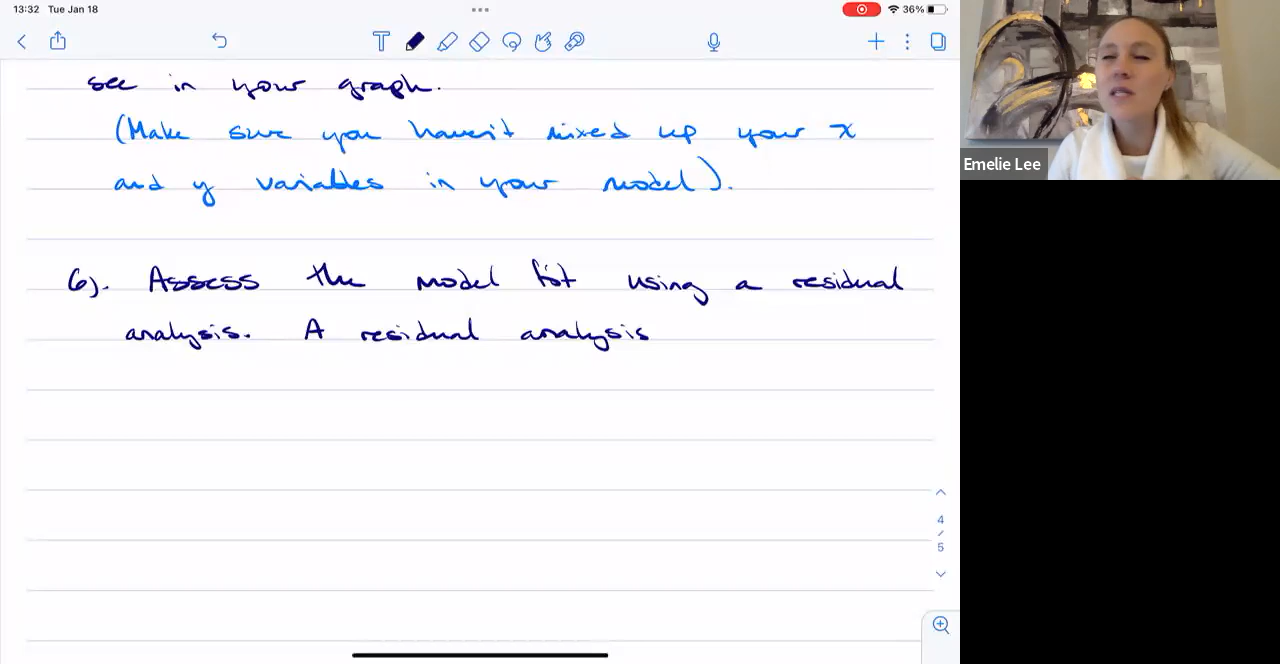 13:32 Tue Jan 18
36%
see in your graph.
(Make sure you haven't mixed up your x
and y variables in your model).
6). Assess the model fit using a residual
analysis. A residual analysis
4
/
5
Emelie Lee